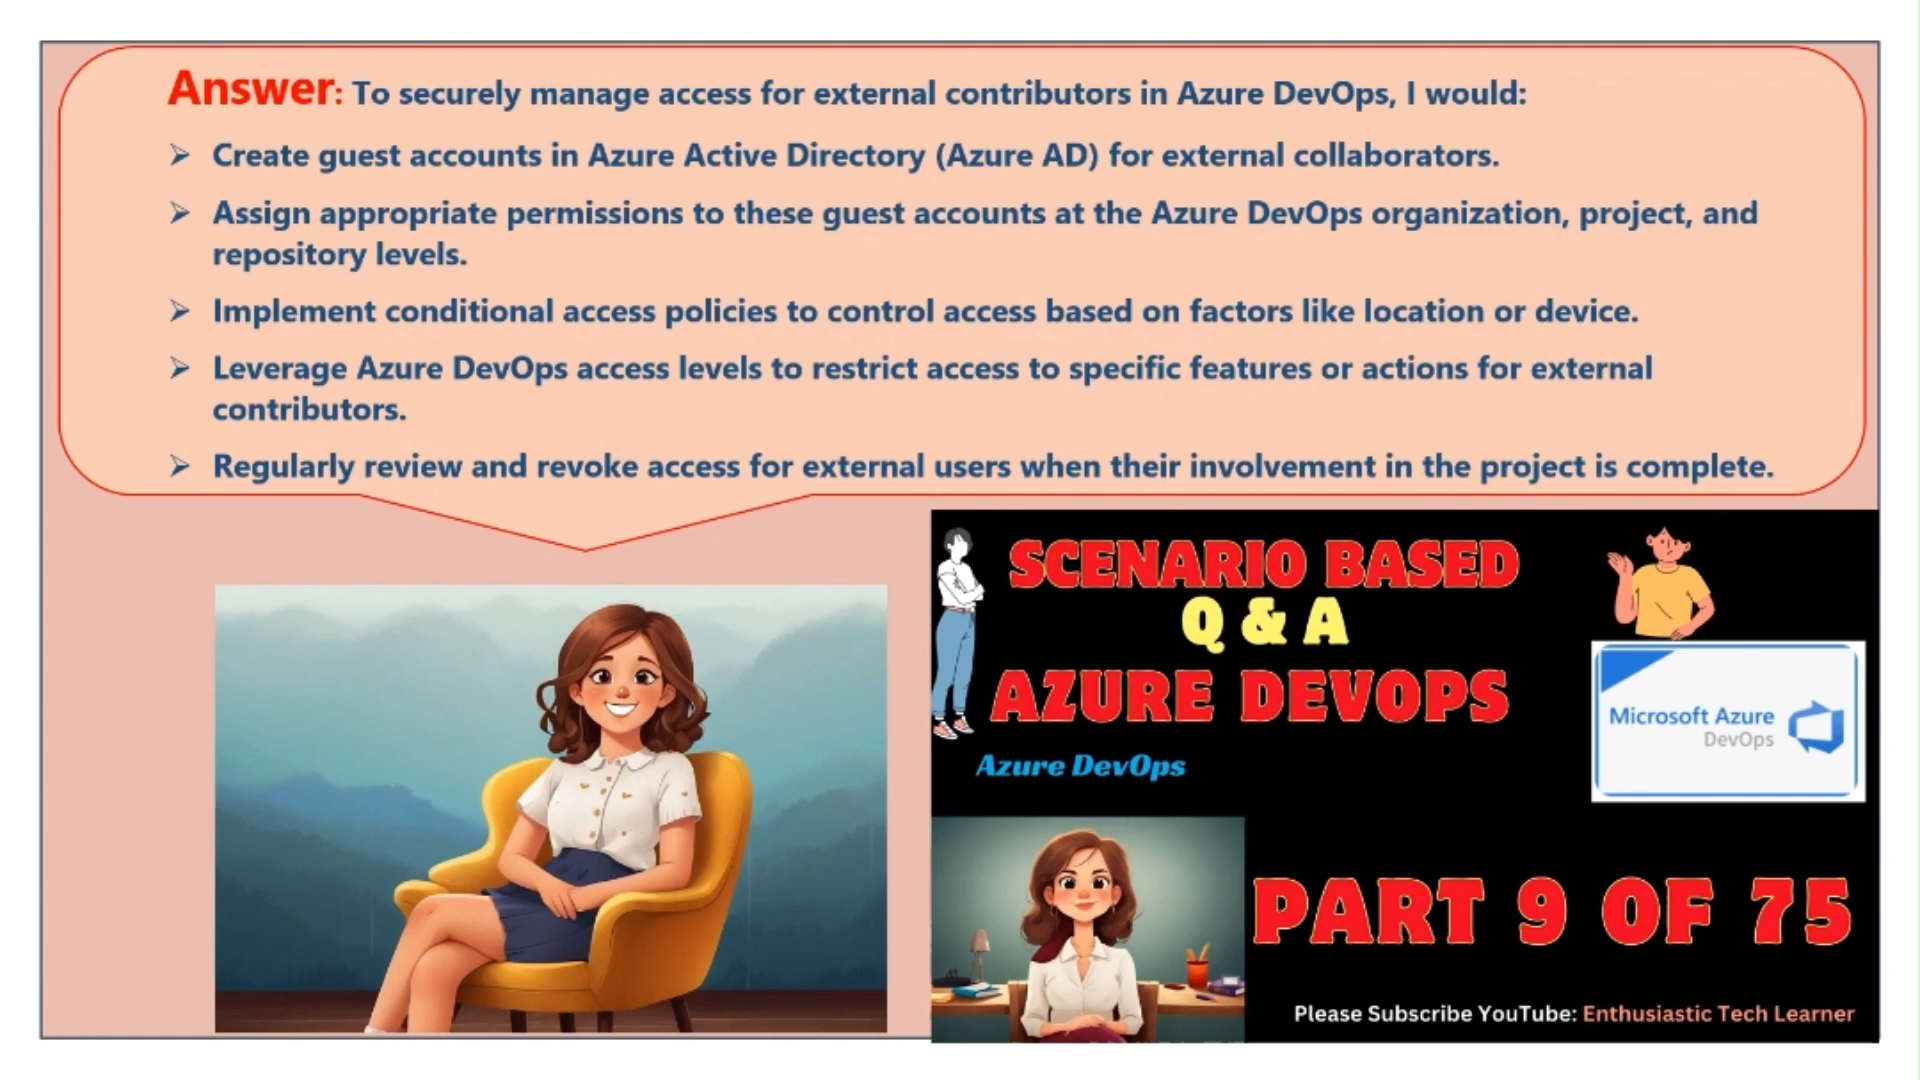 Answer: To securely manage access for external contributors in Azure DevOps, I would:
➢ Create guest accounts in Azure Active Directory (Azure AD) for external collaborators.
➢ Assign appropriate permissions to these guest accounts at the Azure DevOps organization, project, and
repository levels.
➢ Implement conditional access policies to control access based on factors like location or device.
➢ Leverage Azure DevOps access levels to restrict access to specific features or actions for external
contributors.
➢ Regularly review and revoke access for external users when their involvement in the project is complete.
SCENARIO BASED
Q & A
AZURE DEVOPS
Azure DevOps
Microsoft Azure
DevOps
PART 9 OF 75
Please Subscribe YouTube: Enthusiastic Tech Learner